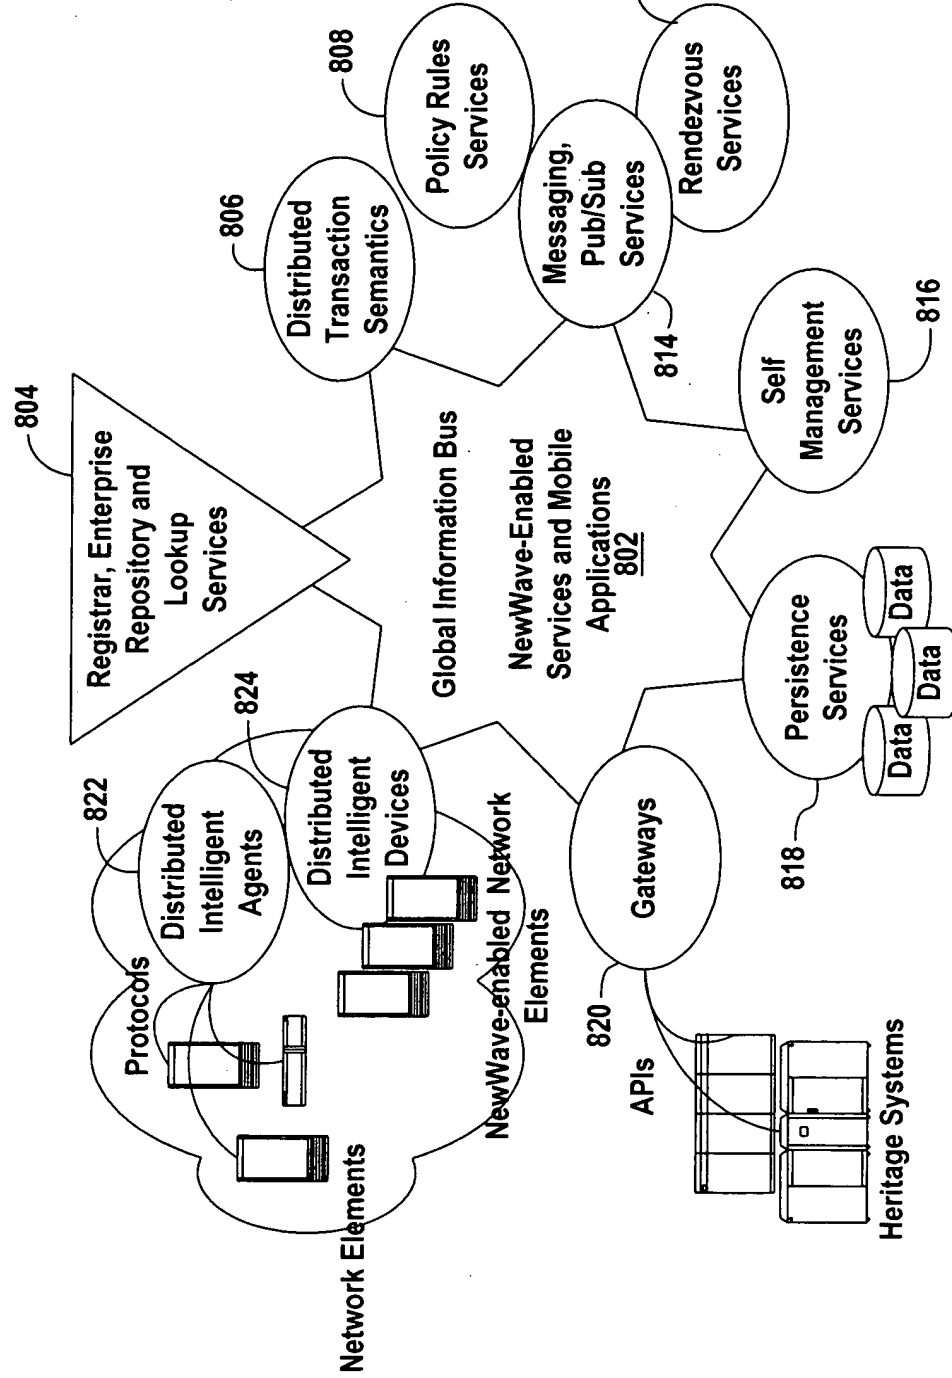 804
Registrar, Enterprise
Repository and
Lookup
Services
806
Distributed
Transaction
Semantics
808
Policy Rules
Services
Messaging,
Pub/Sub
Services
814
Rendezvous
Services
Self
Management
Services
816
Global Information Bus
NewWave-Enabled
Services and Mobile
Applications
802
Persistence
Services
818
Data
Data
Data
Gateways
820
APIs
Heritage Systems
822
Distributed
Intelligent
Agents
824
Distributed
Intelligent
Devices
Protocols
NewWave-enabled Network
Elements
Network Elements